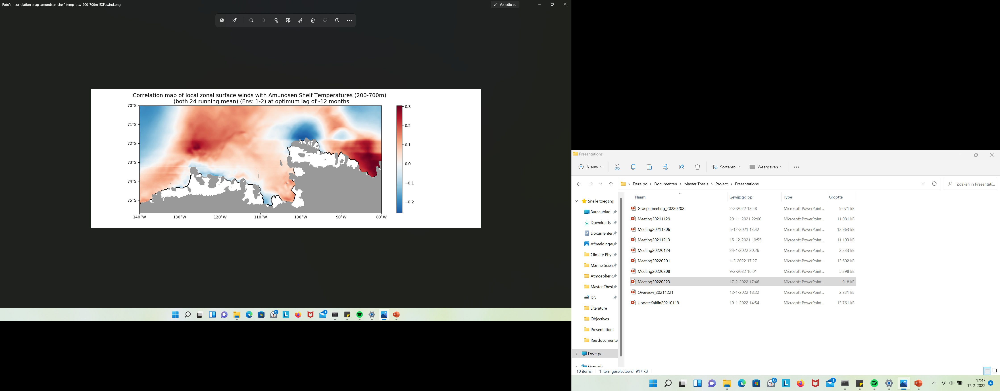 Foto's - correlation_map_amundsen_shelf_temp_btw_200_700m_EXFuwind.png
Volledig sc
Correlation map of local zonal surface winds with Amundsen Shelf Temperatures (200-700m)
(both 24 running mean) (Ens: 1-2) at optimum lag of -12 months
70°S
71°S
72°S
73°S
74°S
75°S
140°W 130°W 120°W 110°W 100°W 90°W 80°W
0.3
0.2
0.1
0.0
−0.1
−0.2
L
1
Presentations
Nieuw
Sorteren
Weergeven
Deze pc > Documenten > Master Thesis > Project > Presentations
Zoeken in Presentati...
Snelle toegang
Bureaublad
Downloads
Documenter
Afbeeldinge
Climate Phys
Marine Scien
Atmospheric
Master Thesi
D:\
Literature
Objectives
Presentations
Reisdocumente
Deze pc
Netwerk
Naam Gewijzigd op Type Grootte
Groepsmeeting_20220202 2-2-2022 13:58 Microsoft PowerPoint... 9.071 kB
Meeting20211129 29-11-2021 22:00 Microsoft PowerPoint... 11.081 kB
Meeting20211206 6-12-2021 13:42 Microsoft PowerPoint... 13.963 kB
Meeting20211213 15-12-2021 10:55 Microsoft PowerPoint... 11.103 kB
Meeting20220124 24-1-2022 20:26 Microsoft PowerPoint... 2.333 kB
Meeting20220201 1-2-2022 17:27 Microsoft PowerPoint... 13.602 kB
Meeting20220208 9-2-2022 16:01 Microsoft PowerPoint... 5.398 kB
Meeting20220223 17-2-2022 17:46 Microsoft PowerPoint... 918 kB
Overview_20211221 12-1-2022 18:22 Microsoft PowerPoint... 2.231 kB
UpdateKaitlin20210119 19-1-2022 14:54 Microsoft PowerPoint... 13.761 kB
10 items 1 item geselecteerd 917 kB
L
1
17:47
17-2-2022
4